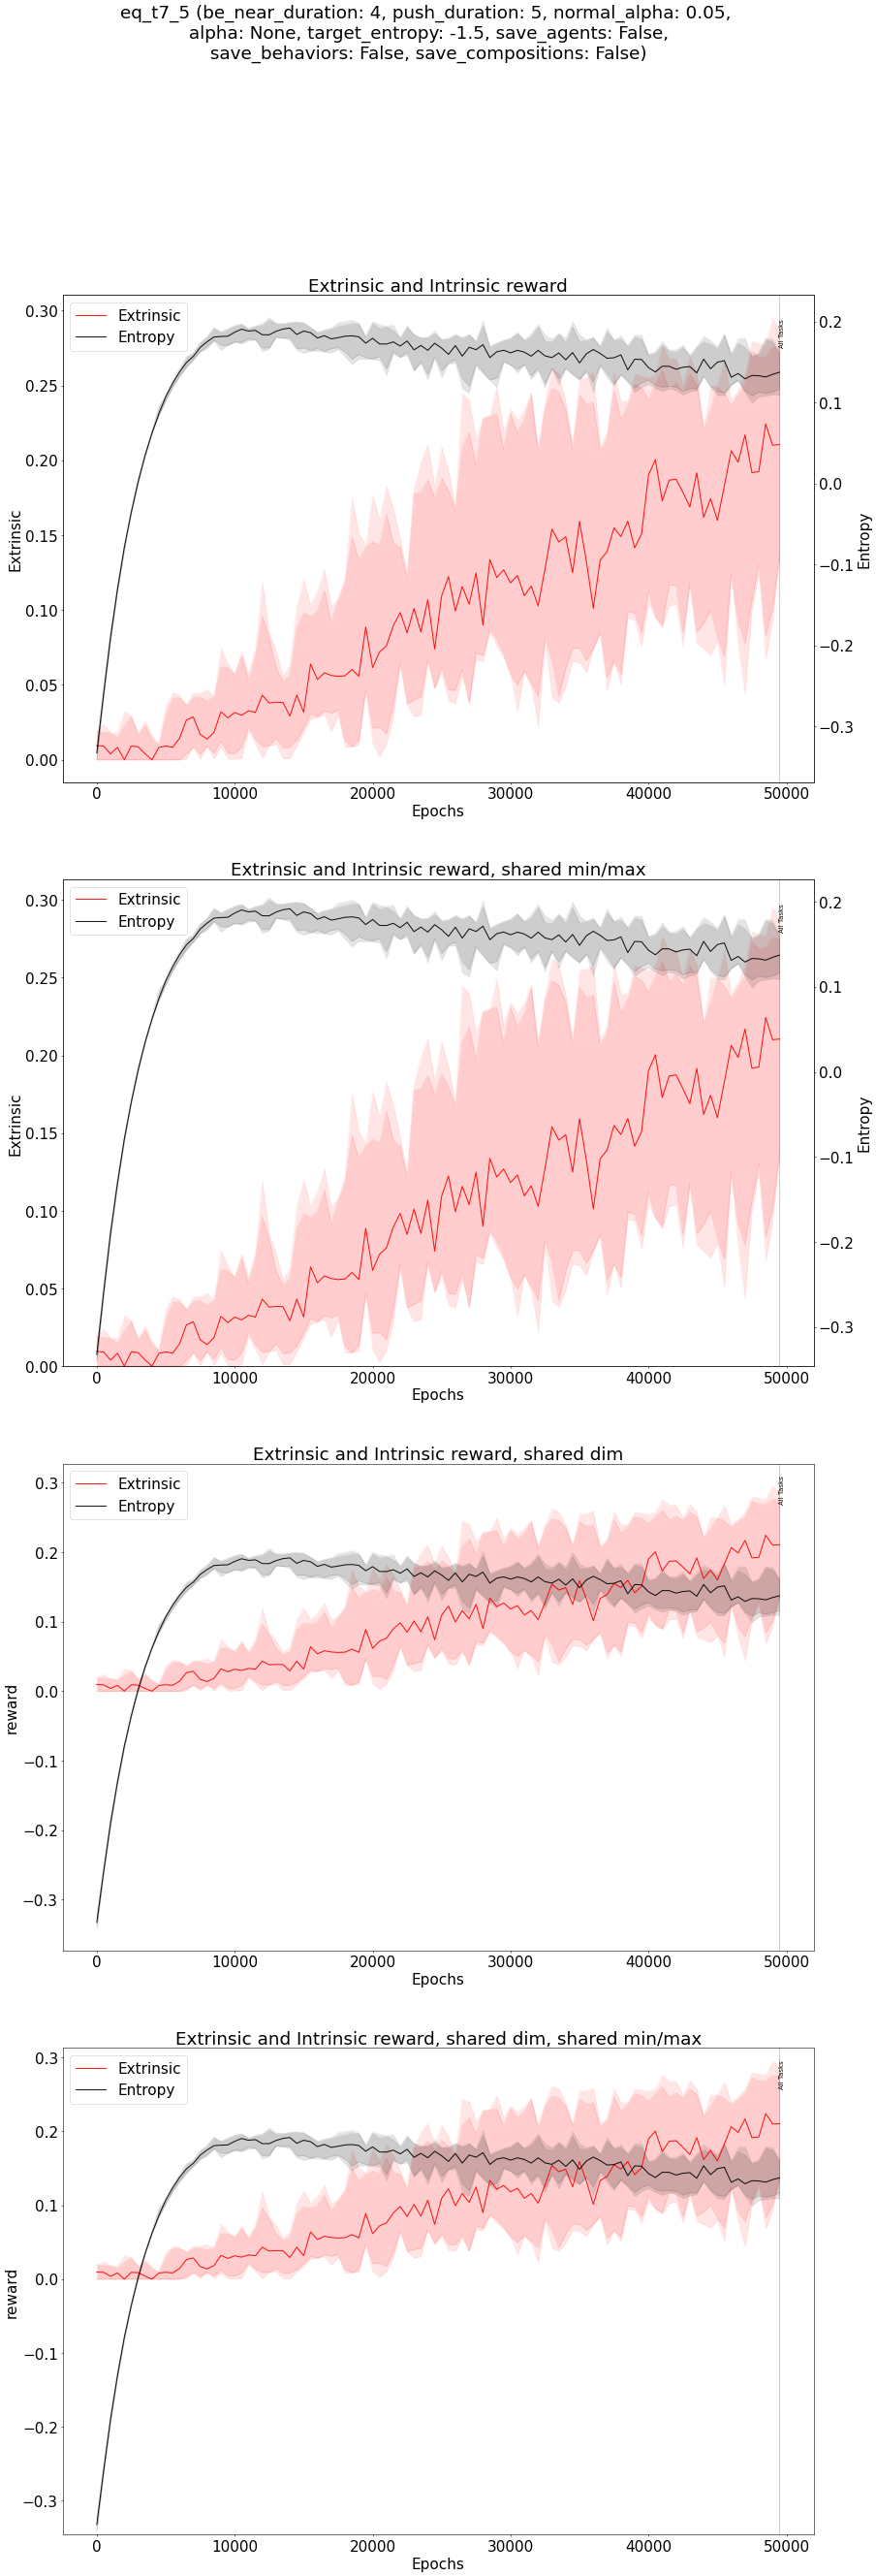 eq_t7_5 (be_near_duration: 4, push_duration: 5, normal_alpha: 0.05,
alpha: None, target_entropy: -1.5, save_agents: False,
save_behaviors: False, save_compositions: False)
Extrinsic and Intrinsic reward
Extrinsic
Entropy
All Tasks
0.30
0.25
0.20
0.15
0.10
0.05
0.00
Extrinsic
0.2
0.1
0.0
−0.1
−0.2
−0.3
Entropy
0 10000 20000 30000 40000 50000
Epochs
Extrinsic and Intrinsic reward, shared min/max
Extrinsic
Entropy
All Tasks
0.30
0.25
0.20
0.15
0.10
0.05
0.00
Extrinsic
0.2
0.1
0.0
−0.1
−0.2
−0.3
Entropy
0 10000 20000 30000 40000 50000
Epochs
Extrinsic and Intrinsic reward, shared dim
Extrinsic
Entropy
All Tasks
0.3
0.2
0.1
0.0
−0.1
−0.2
−0.3
reward
0 10000 20000 30000 40000 50000
Epochs
Extrinsic and Intrinsic reward, shared dim, shared min/max
Extrinsic
Entropy
All Tasks
0.3
0.2
0.1
0.0
−0.1
−0.2
−0.3
reward
0 10000 20000 30000 40000 50000
Epochs